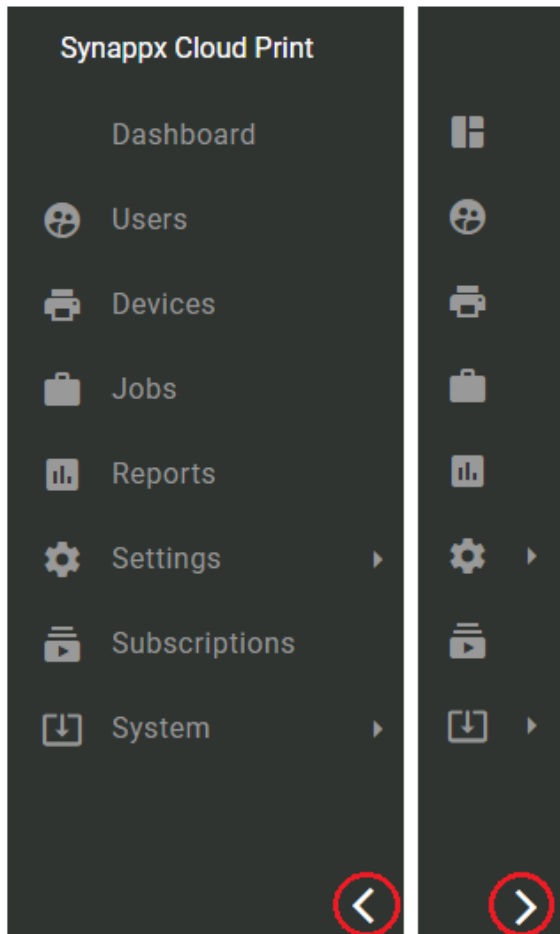 Synappx Cloud Print
Dashboard
Users
Devices
Jobs
Reports
Settings
Subscriptions
System